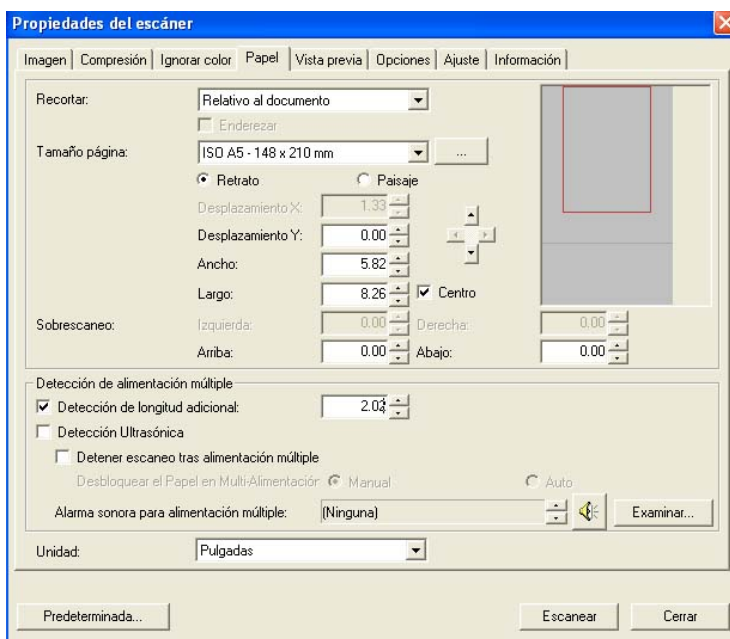 Propiedades del escáner
Imagen Compresión Ignorar color Papel Vista previa Opciones Ajuste Información
Recortar: Relativo al documento
Enderezar
Tamaño página: ISO A5 - 148 x 210 mm ...
Retrato Paisaje
Desplazamiento X: 1.33
Desplazamiento Y: 0.00
Ancho: 5.82
Largo: 8.26 Centro
Sobrescaneo: Izquierda: 0.00 Derecha: 0.00
Arriba: 0.00 Abajo: 0.00
Detección de alimentación múltiple
Detección de longitud adicional:
Detección Ultrasónica
Detener escaneo tras alimentación múltiple
Desbloquear el Papel en Multi-Alimentación Manual Auto
Alarma sonora para alimentación múltiple: (Ninguna) Examinar...
Unidad: Pulgadas
Predeterminada... Escanear Cerrar